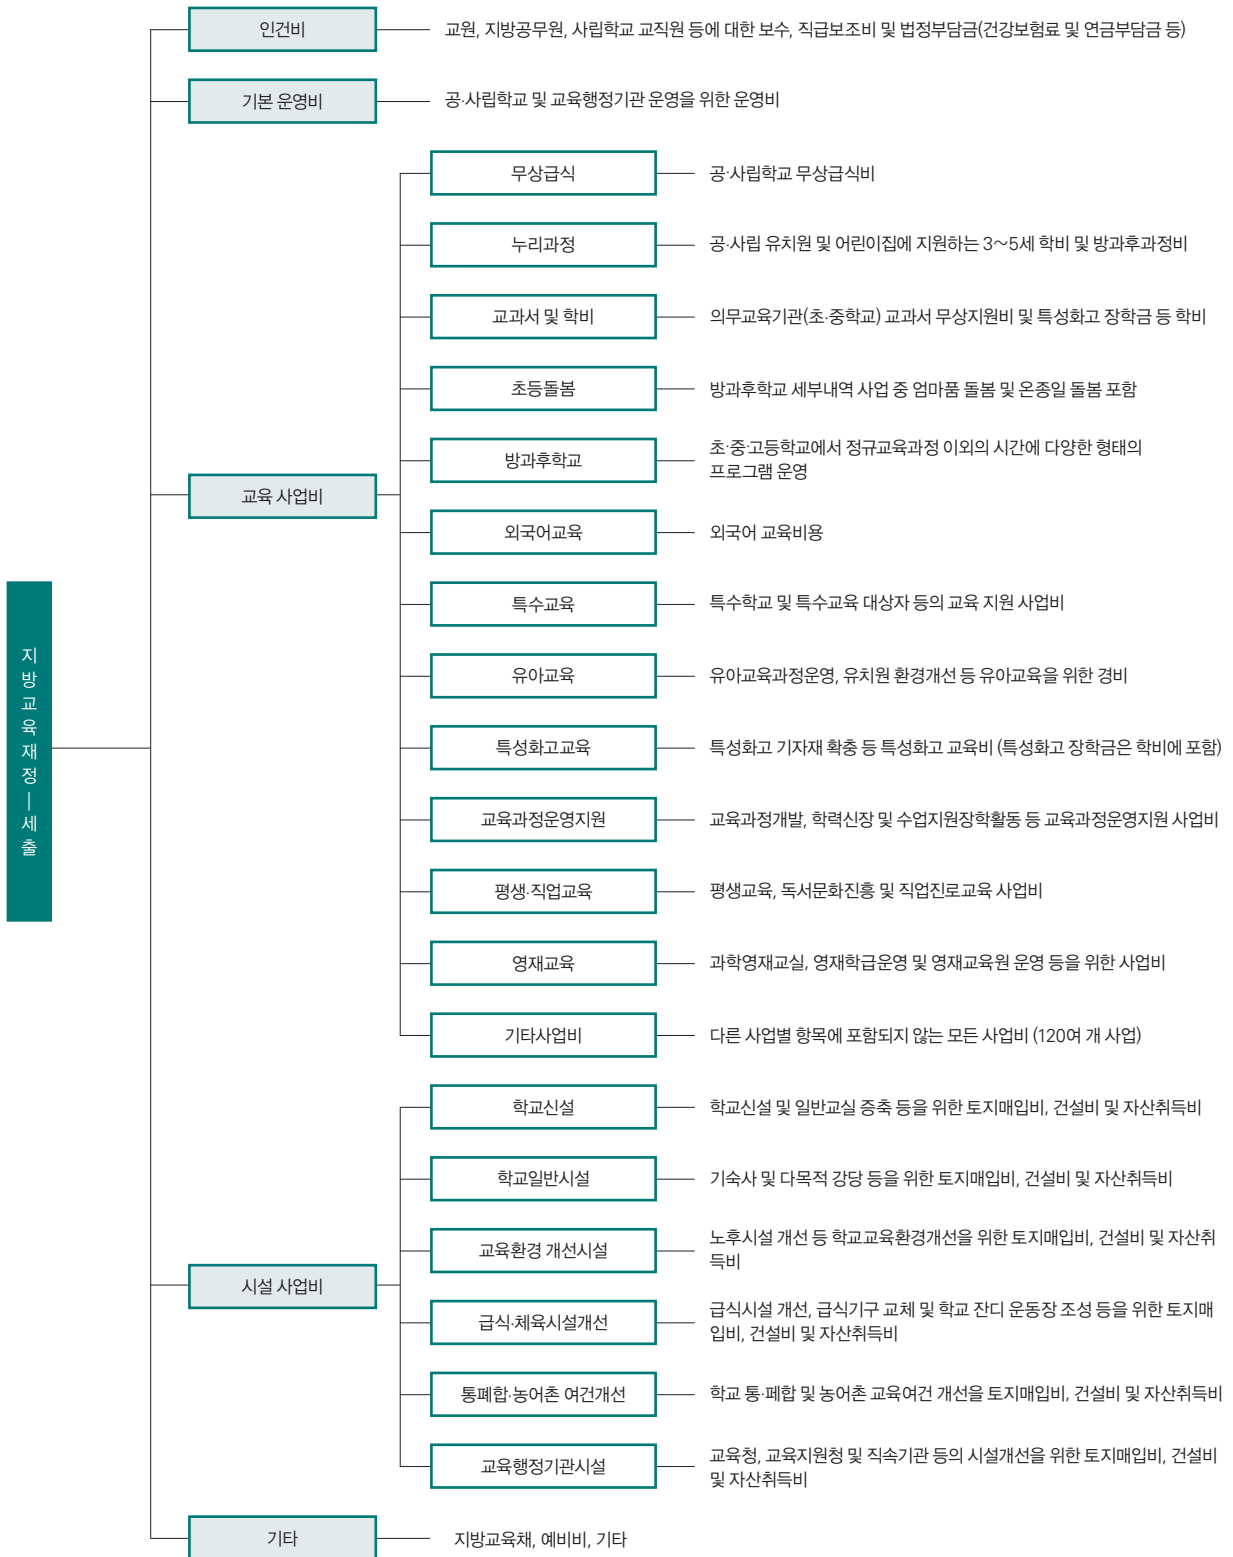 지방교육재정|세출
인건비
교원, 지방공무원, 사립학교 교직원 등에 대한 보수, 직급보조비 및 법정부담금(건강보험료 및 연금부담금 등)
기본 운영비
공·사립학교 및 교육행정기관 운영을 위한 운영비
교육 사업비
무상급식
공·사립학교 무상급식비
누리과정
공·사립 유치원 및 어린이집에 지원하는 3～5세 학비 및 방과후과정비
교과서 및 학비
의무교육기관(초·중학교) 교과서 무상지원비 및 특성화고 장학금 등 학비
초등돌봄
방과후학교 세부내역 사업 중 엄마품 돌봄 및 온종일 돌봄 포함
방과후학교
초·중·고등학교에서 정규교육과정 이외의 시간에 다양한 형태의
프로그램 운영
외국어교육
외국어 교육비용
특수교육
특수학교 및 특수교육 대상자 등의 교육 지원 사업비
유아교육
유아교육과정운영, 유치원 환경개선 등 유아교육을 위한 경비
특성화고교육
특성화고 기자재 확충 등 특성화고 교육비 (특성화고 장학금은 학비에 포함)
교육과정운영지원
교육과정개발, 학력신장 및 수업지원장학활동 등 교육과정운영지원 사업비
평생·직업교육
평생교육, 독서문화진흥 및 직업진로교육 사업비
영재교육
과학영재교실, 영재학급운영 및 영재교육원 운영 등을 위한 사업비
기타사업비
다른 사업별 항목에 포함되지 않는 모든 사업비 (120여 개 사업)
시설 사업비
학교신설
학교신설 및 일반교실 증축 등을 위한 토지매입비, 건설비 및 자산취득비
학교일반시설
기숙사 및 다목적 강당 등을 위한 토지매입비, 건설비 및 자산취득비
교육환경 개선시설
노후시설 개선 등 학교교육환경개선을 위한 토지매입비, 건설비 및 자산취
득비
급식·체육시설개선
급식시설 개선, 급식기구 교체 및 학교 잔디 운동장 조성 등을 위한 토지매
입비, 건설비 및 자산취득비
통폐합·농어촌 여건개선
학교 통·페합 및 농어촌 교육여건 개선을 토지매입비, 건설비 및 자산취득비
교육행정기관시설
교육청, 교육지원청 및 직속기관 등의 시설개선을 위한 토지매입비, 건설비
및 자산취득비
기타
지방교육채, 예비비, 기타